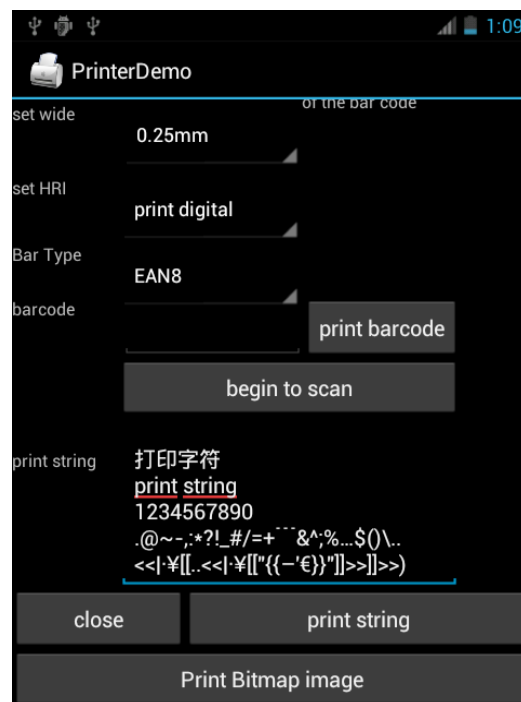 1:09
PrinterDemo
of the bar code
set wide
0.25mm
set HRI
print digital
Bar Type
EAN8
barcode
print barcode
begin to scan
print string
打印字符
print string
1234567890
.@~-,:*?!_#/=+¯¯¯&^;%…$()\..
<<|·¥[[..<<|·¥[["{{–'€}}"]]>>]]>>)
close
print string
Print Bitmap image